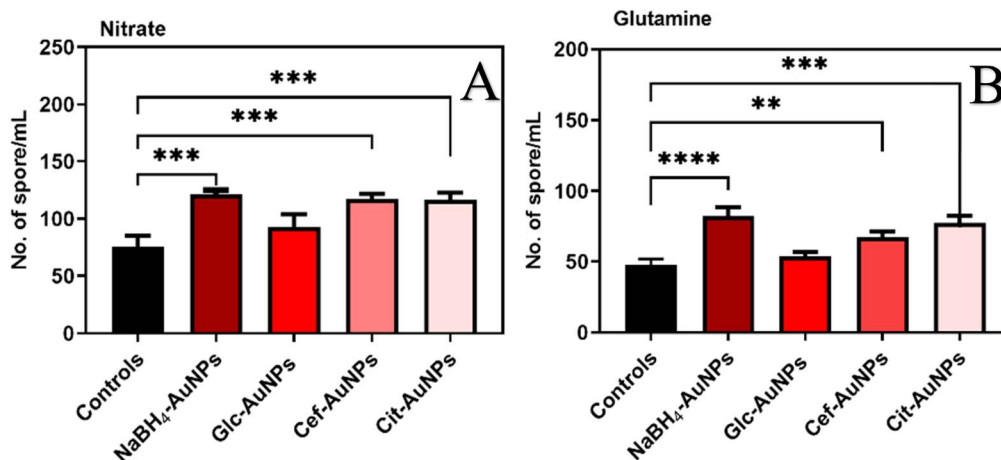 Nitrate
A
No. of spore/mL
250
200
150
100
50
0
***
***
***
Controls
NaBH₄-AuNPs
Glc-AuNPs
Cef-AuNPs
Cit-AuNPs
Glutamine
B
No. of spore/mL
200
150
100
50
0
***
**
****
Controls
NaBH₄-AuNPs
Glc-AuNPs
Cef-AuNPs
Cit-AuNPs